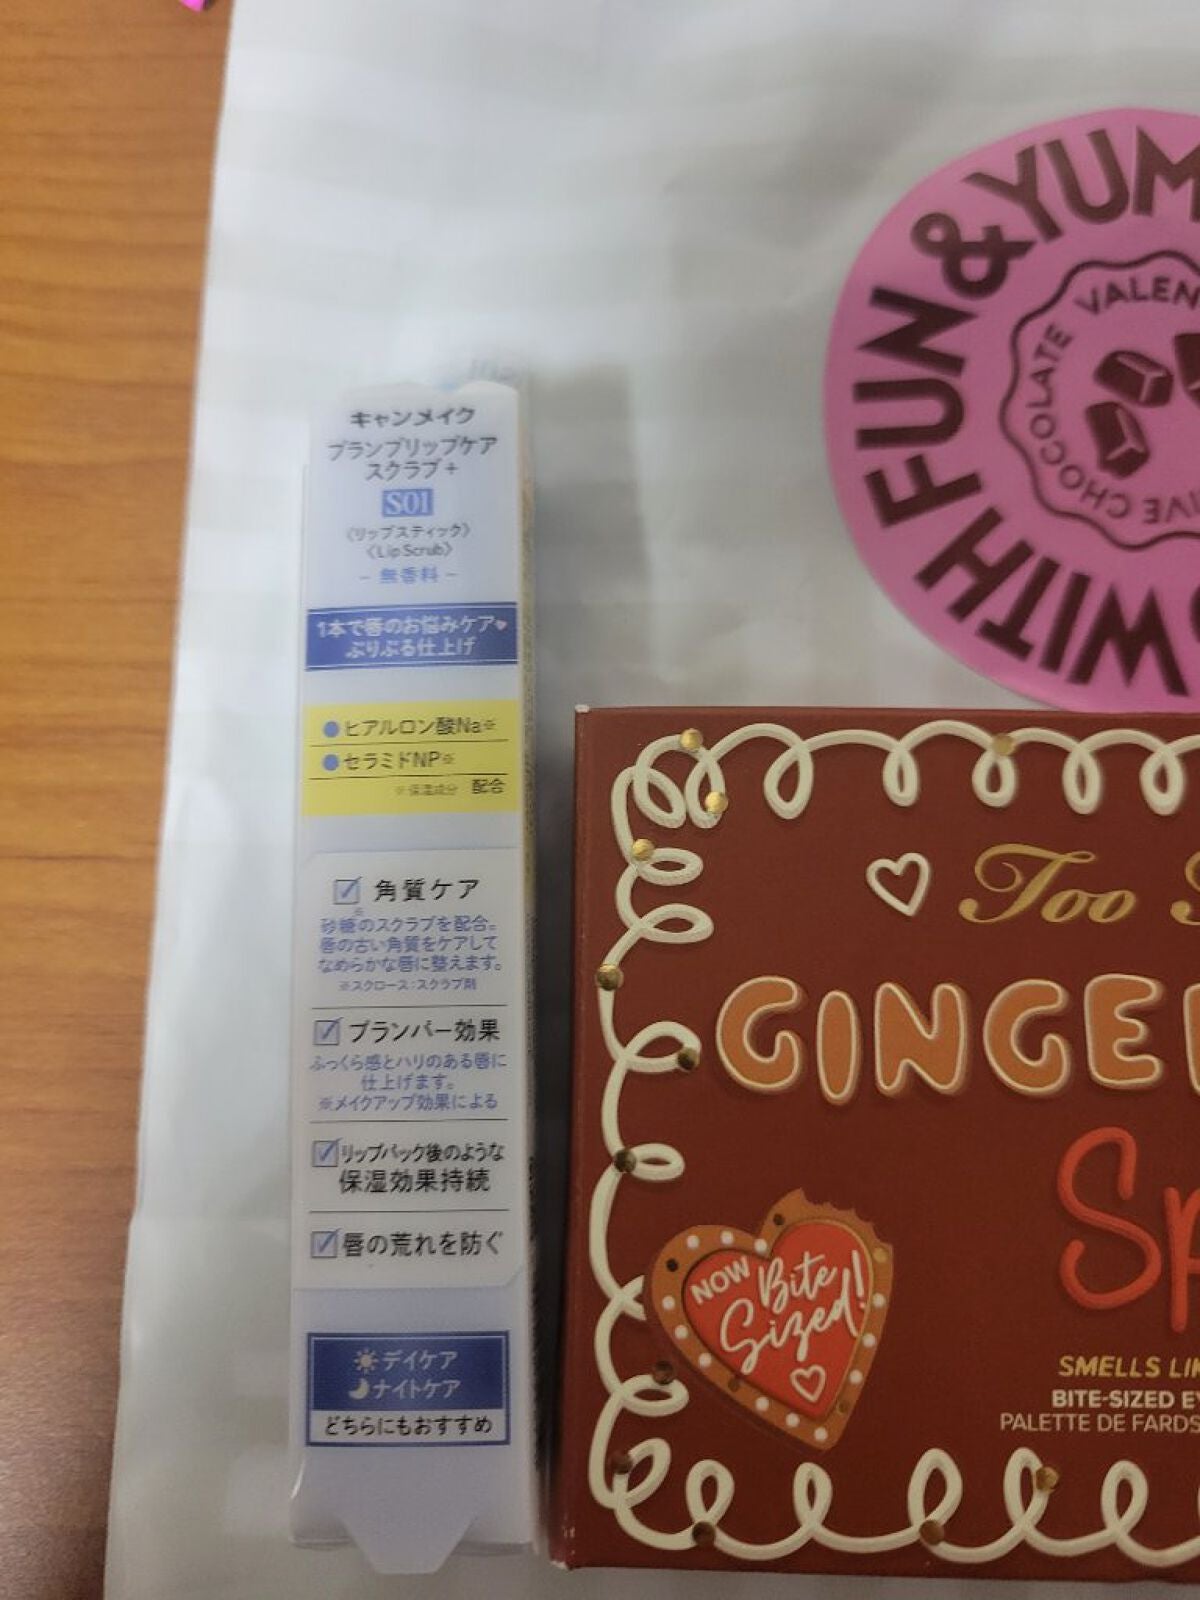 キャンメイク
プランプリップケア
スクラブ+
S01
〈リップスティック〉
〈Lip Scrub〉
- 無香料 -
1本で唇のお悩みケア♥
ぷりぷる仕上げ
●ヒアルロン酸Na※
●セラミドNP※
※保湿成分 配合
☑ 角質ケア
砂糖※のスクラブを配合。
唇の古い角質をケアして
なめらかな唇に整えます。
※スクロース:スクラブ剤
☑ プランパー効果
ふっくら感とハリのある唇に
仕上げます。
※メイクアップ効果による
☑リップパック後のような
保湿効果持続
☑唇の荒れを防ぐ
デイケア
ナイトケア
どちらにもおすすめ
WITH FUN & YUM
CHOCOLATE VALEN
Too
GINGE
Sp
NOW Bite
Sized!
SMELLS LIK
BITE-SIZED EY
PALETTE DE FARDS